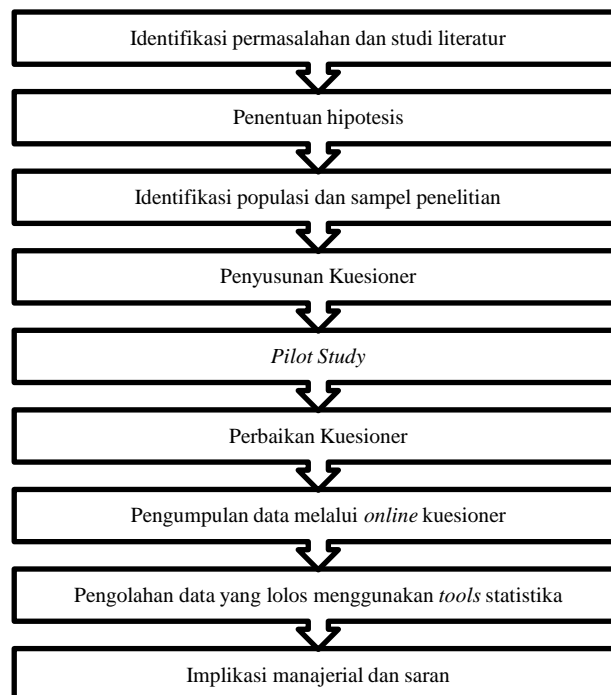 Identifikasi permasalahan dan studi literatur
Penentuan hipotesis
Identifikasi populasi dan sampel penelitian
Penyusunan Kuesioner
Pilot Study
Perbaikan Kuesioner
Pengumpulan data melalui online kuesioner
Pengolahan data yang lolos menggunakan tools statistika
Implikasi manajerial dan saran